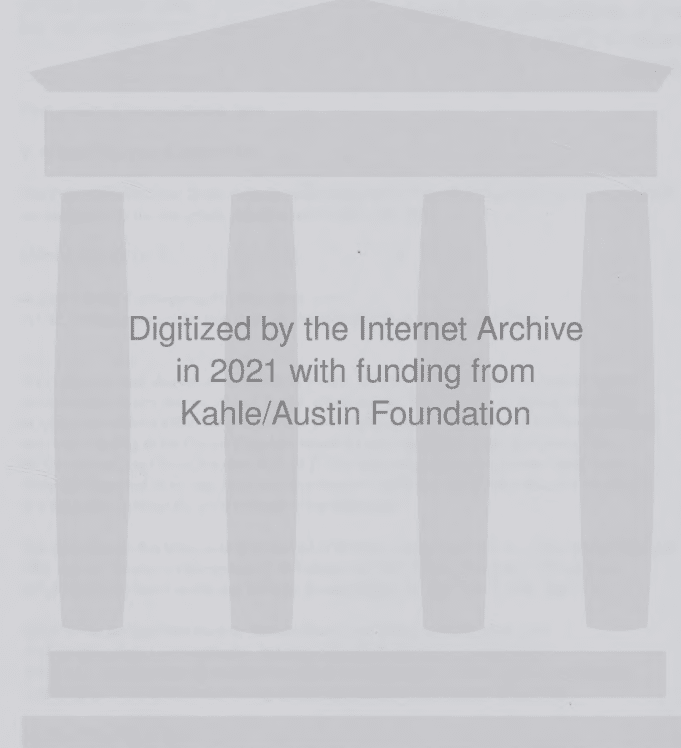 Digitized by the Internet Archive
in 2021 with funding from
Kahle/Austin Foundation